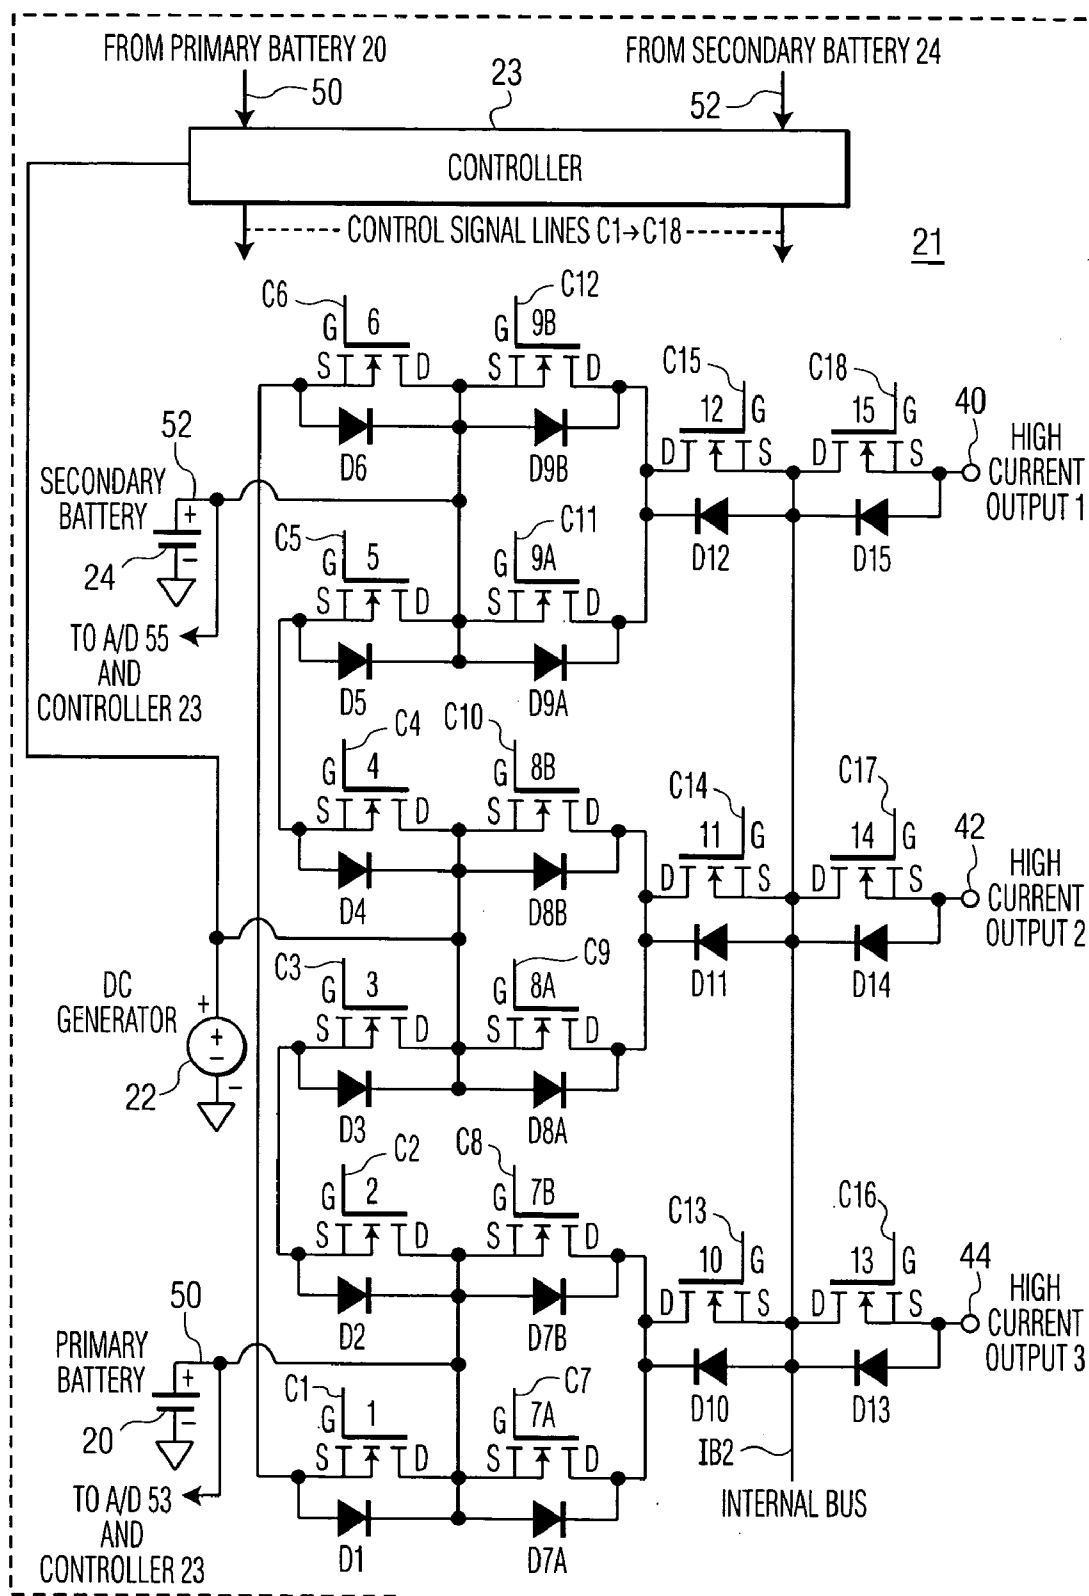 FROM PRIMARY BATTERY 20
FROM SECONDARY BATTERY 24
50
23
52
CONTROLLER
CONTROL SIGNAL LINES C1→C18
21
C6
G
6
S
D
D6
C12
G
9B
S
D
D9B
C15
12
G
D
S
D12
C18
15
G
D
S
D15
40
HIGH
CURRENT
OUTPUT 1
52
SECONDARY
BATTERY
+
−
24
TO A/D 55
AND
CONTROLLER 23
C5
G
5
S
D
D5
C11
G
9A
S
D
D9A
C4
G
4
S
D
D4
C10
G
8B
S
D
D8B
C14
11
G
D
S
D11
C17
14
G
D
S
D14
42
HIGH
CURRENT
OUTPUT 2
DC
GENERATOR
+
+
−
−
22
C3
G
3
S
D
D3
C9
G
8A
S
D
D8A
C2
G
2
S
D
D2
C8
G
7B
S
D
D7B
C13
10
G
D
S
D10
C16
13
G
D
S
D13
44
HIGH
CURRENT
OUTPUT 3
50
PRIMARY
BATTERY
+
−
20
TO A/D 53
AND
CONTROLLER 23
C1
G
1
S
D
D1
C7
G
7A
S
D
D7A
IB2
INTERNAL BUS